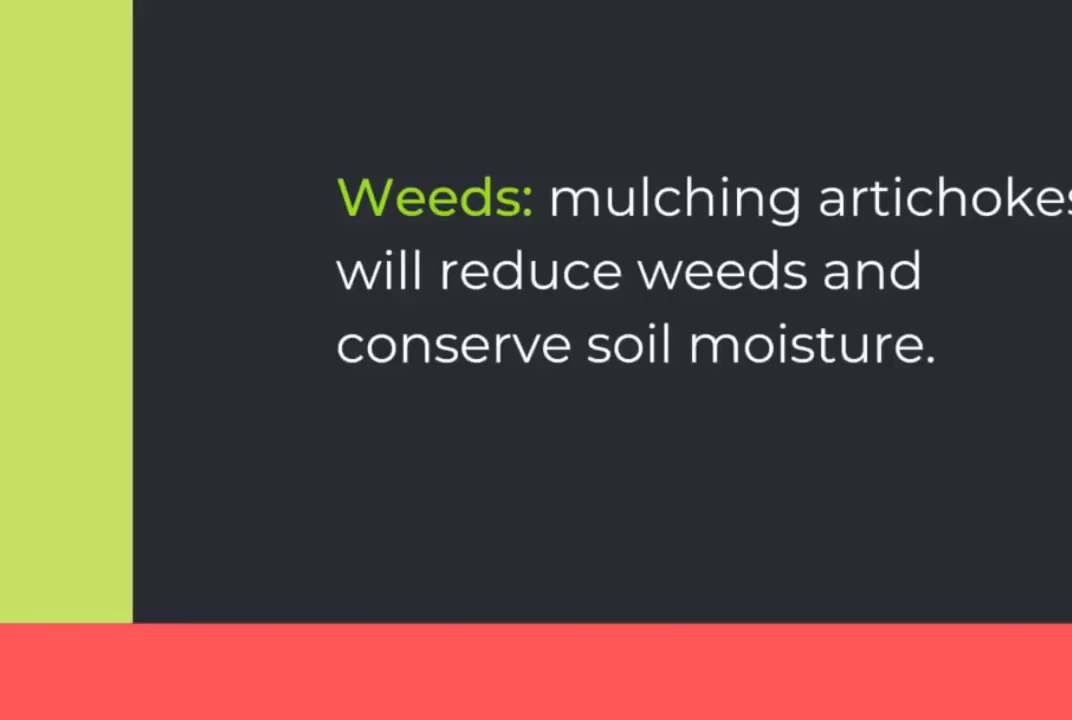 Weeds: mulching artichokes
will reduce weeds and
conserve soil moisture.